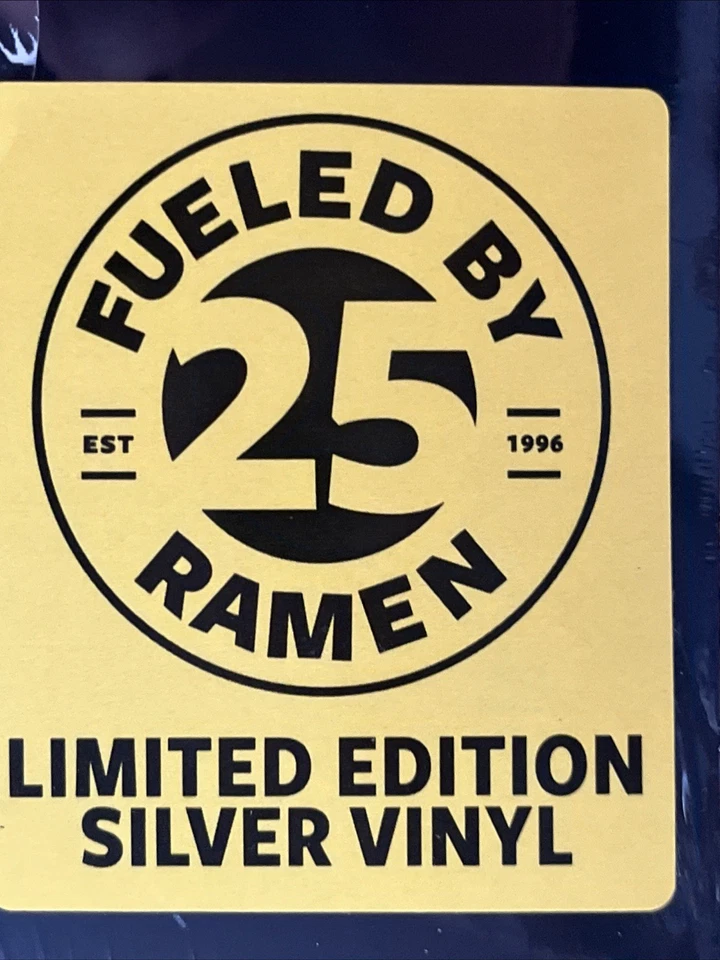 FUELED BY
25
EST
1996
RAMEN
LIMITED EDITION
SILVER VINYL